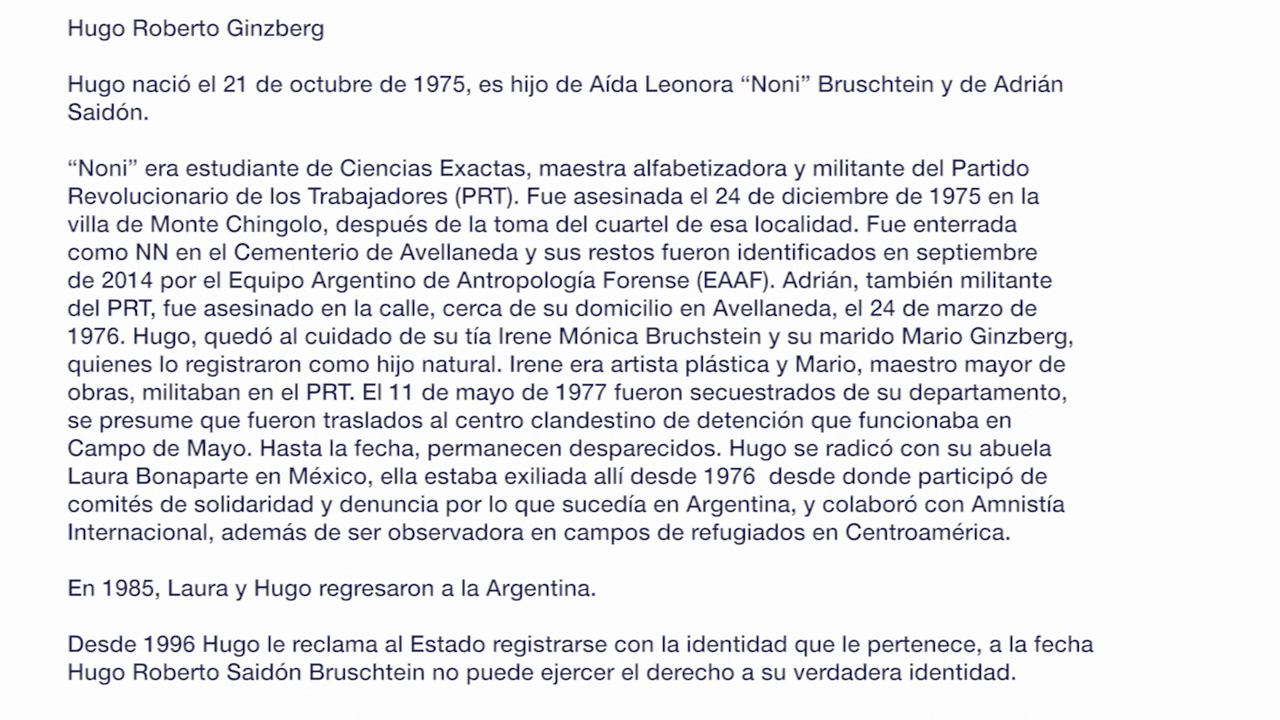 Hugo Roberto Ginzberg
Hugo nació el 21 de octubre de 1975, es hijo de Aída Leonora “Noni” Bruschtein y de Adrián
Saidón.
“Noni” era estudiante de Ciencias Exactas, maestra alfabetizadora y militante del Partido
Revolucionario de los Trabajadores (PRT). Fue asesinada el 24 de diciembre de 1975 en la
villa de Monte Chingolo, después de la toma del cuartel de esa localidad. Fue enterrada
como NN en el Cementerio de Avellaneda y sus restos fueron identificados en septiembre
de 2014 por el Equipo Argentino de Antropología Forense (EAAF). Adrián, también militante
del PRT, fue asesinado en la calle, cerca de su domicilio en Avellaneda, el 24 de marzo de
1976. Hugo, quedó al cuidado de su tía Irene Mónica Bruchstein y su marido Mario Ginzberg,
quienes lo registraron como hijo natural. Irene era artista plástica y Mario, maestro mayor de
obras, militaban en el PRT. El 11 de mayo de 1977 fueron secuestrados de su departamento,
se presume que fueron traslados al centro clandestino de detención que funcionaba en
Campo de Mayo. Hasta la fecha, permanecen desparecidos. Hugo se radicó con su abuela
Laura Bonaparte en México, ella estaba exiliada allí desde 1976  desde donde participó de
comités de solidaridad y denuncia por lo que sucedía en Argentina, y colaboró con Amnistía
Internacional, además de ser observadora en campos de refugiados en Centroamérica.
En 1985, Laura y Hugo regresaron a la Argentina.
Desde 1996 Hugo le reclama al Estado registrarse con la identidad que le pertenece, a la fecha
Hugo Roberto Saidón Bruschtein no puede ejercer el derecho a su verdadera identidad.